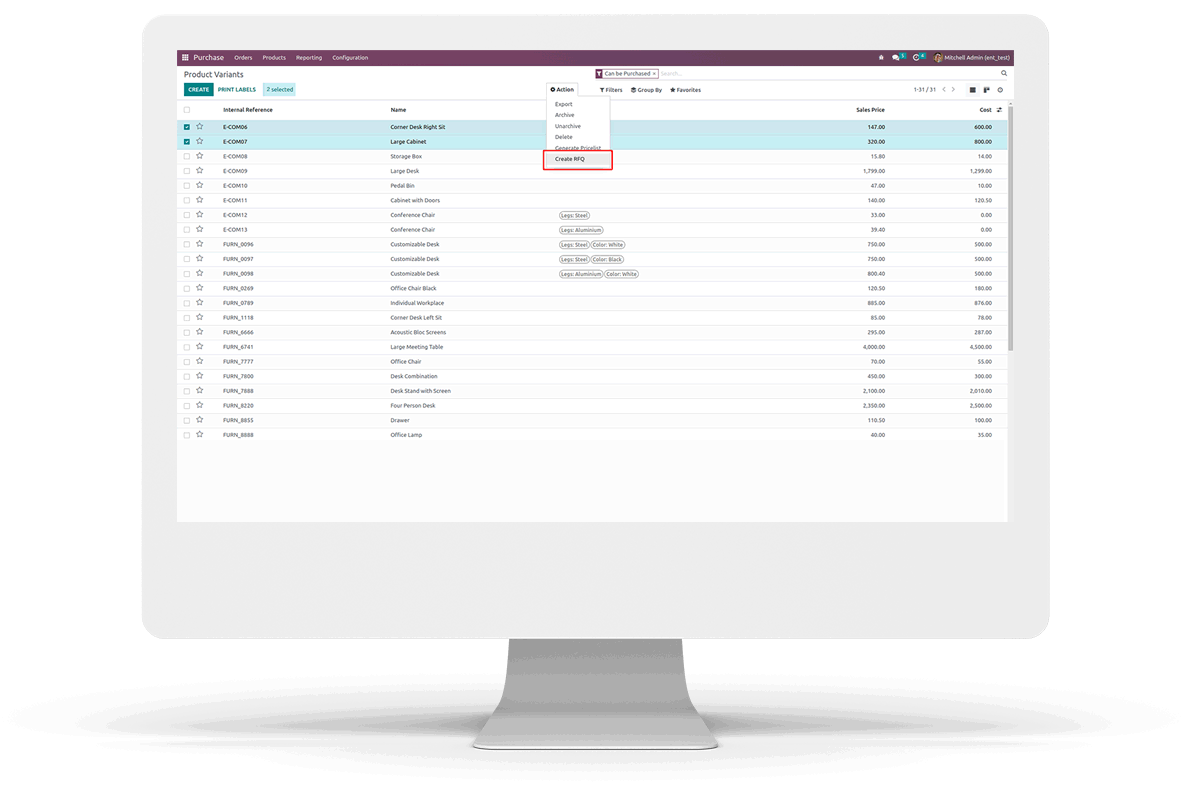 Purchase Orders Products Reporting Configuration 5 4 Mitchell Admin (ent_test)
Product Variants Can be Purchased × Search...
CREATE PRINT LABELS 2 selected Action Filters Group By Favorites 1-31 / 31
Export
Archive
Unarchive
Delete
Generate Pricelist
Create RFQ
Internal Reference Name Sales Price Cost
E-COM06 Corner Desk Right Sit 147.00 600.00
E-COM07 Large Cabinet 320.00 800.00
E-COM08 Storage Box 15.80 14.00
E-COM09 Large Desk 1,799.00 1,299.00
E-COM10 Pedal Bin 47.00 10.00
E-COM11 Cabinet with Doors 140.00 120.50
E-COM12 Conference Chair Legs: Steel 33.00 0.00
E-COM13 Conference Chair Legs: Aluminium 39.40 0.00
FURN_0096 Customizable Desk Legs: Steel Color: White 750.00 500.00
FURN_0097 Customizable Desk Legs: Steel Color: Black 750.00 500.00
FURN_0098 Customizable Desk Legs: Aluminium Color: White 800.40 500.00
FURN_0269 Office Chair Black 120.50 180.00
FURN_0789 Individual Workplace 885.00 876.00
FURN_1118 Corner Desk Left Sit 85.00 78.00
FURN_6666 Acoustic Bloc Screens 295.00 287.00
FURN_6741 Large Meeting Table 4,000.00 4,500.00
FURN_7777 Office Chair 70.00 55.00
FURN_7800 Desk Combination 450.00 300.00
FURN_7888 Desk Stand with Screen 2,100.00 2,010.00
FURN_8220 Four Person Desk 2,350.00 2,500.00
FURN_8855 Drawer 110.50 100.00
FURN_8888 Office Lamp 40.00 35.00